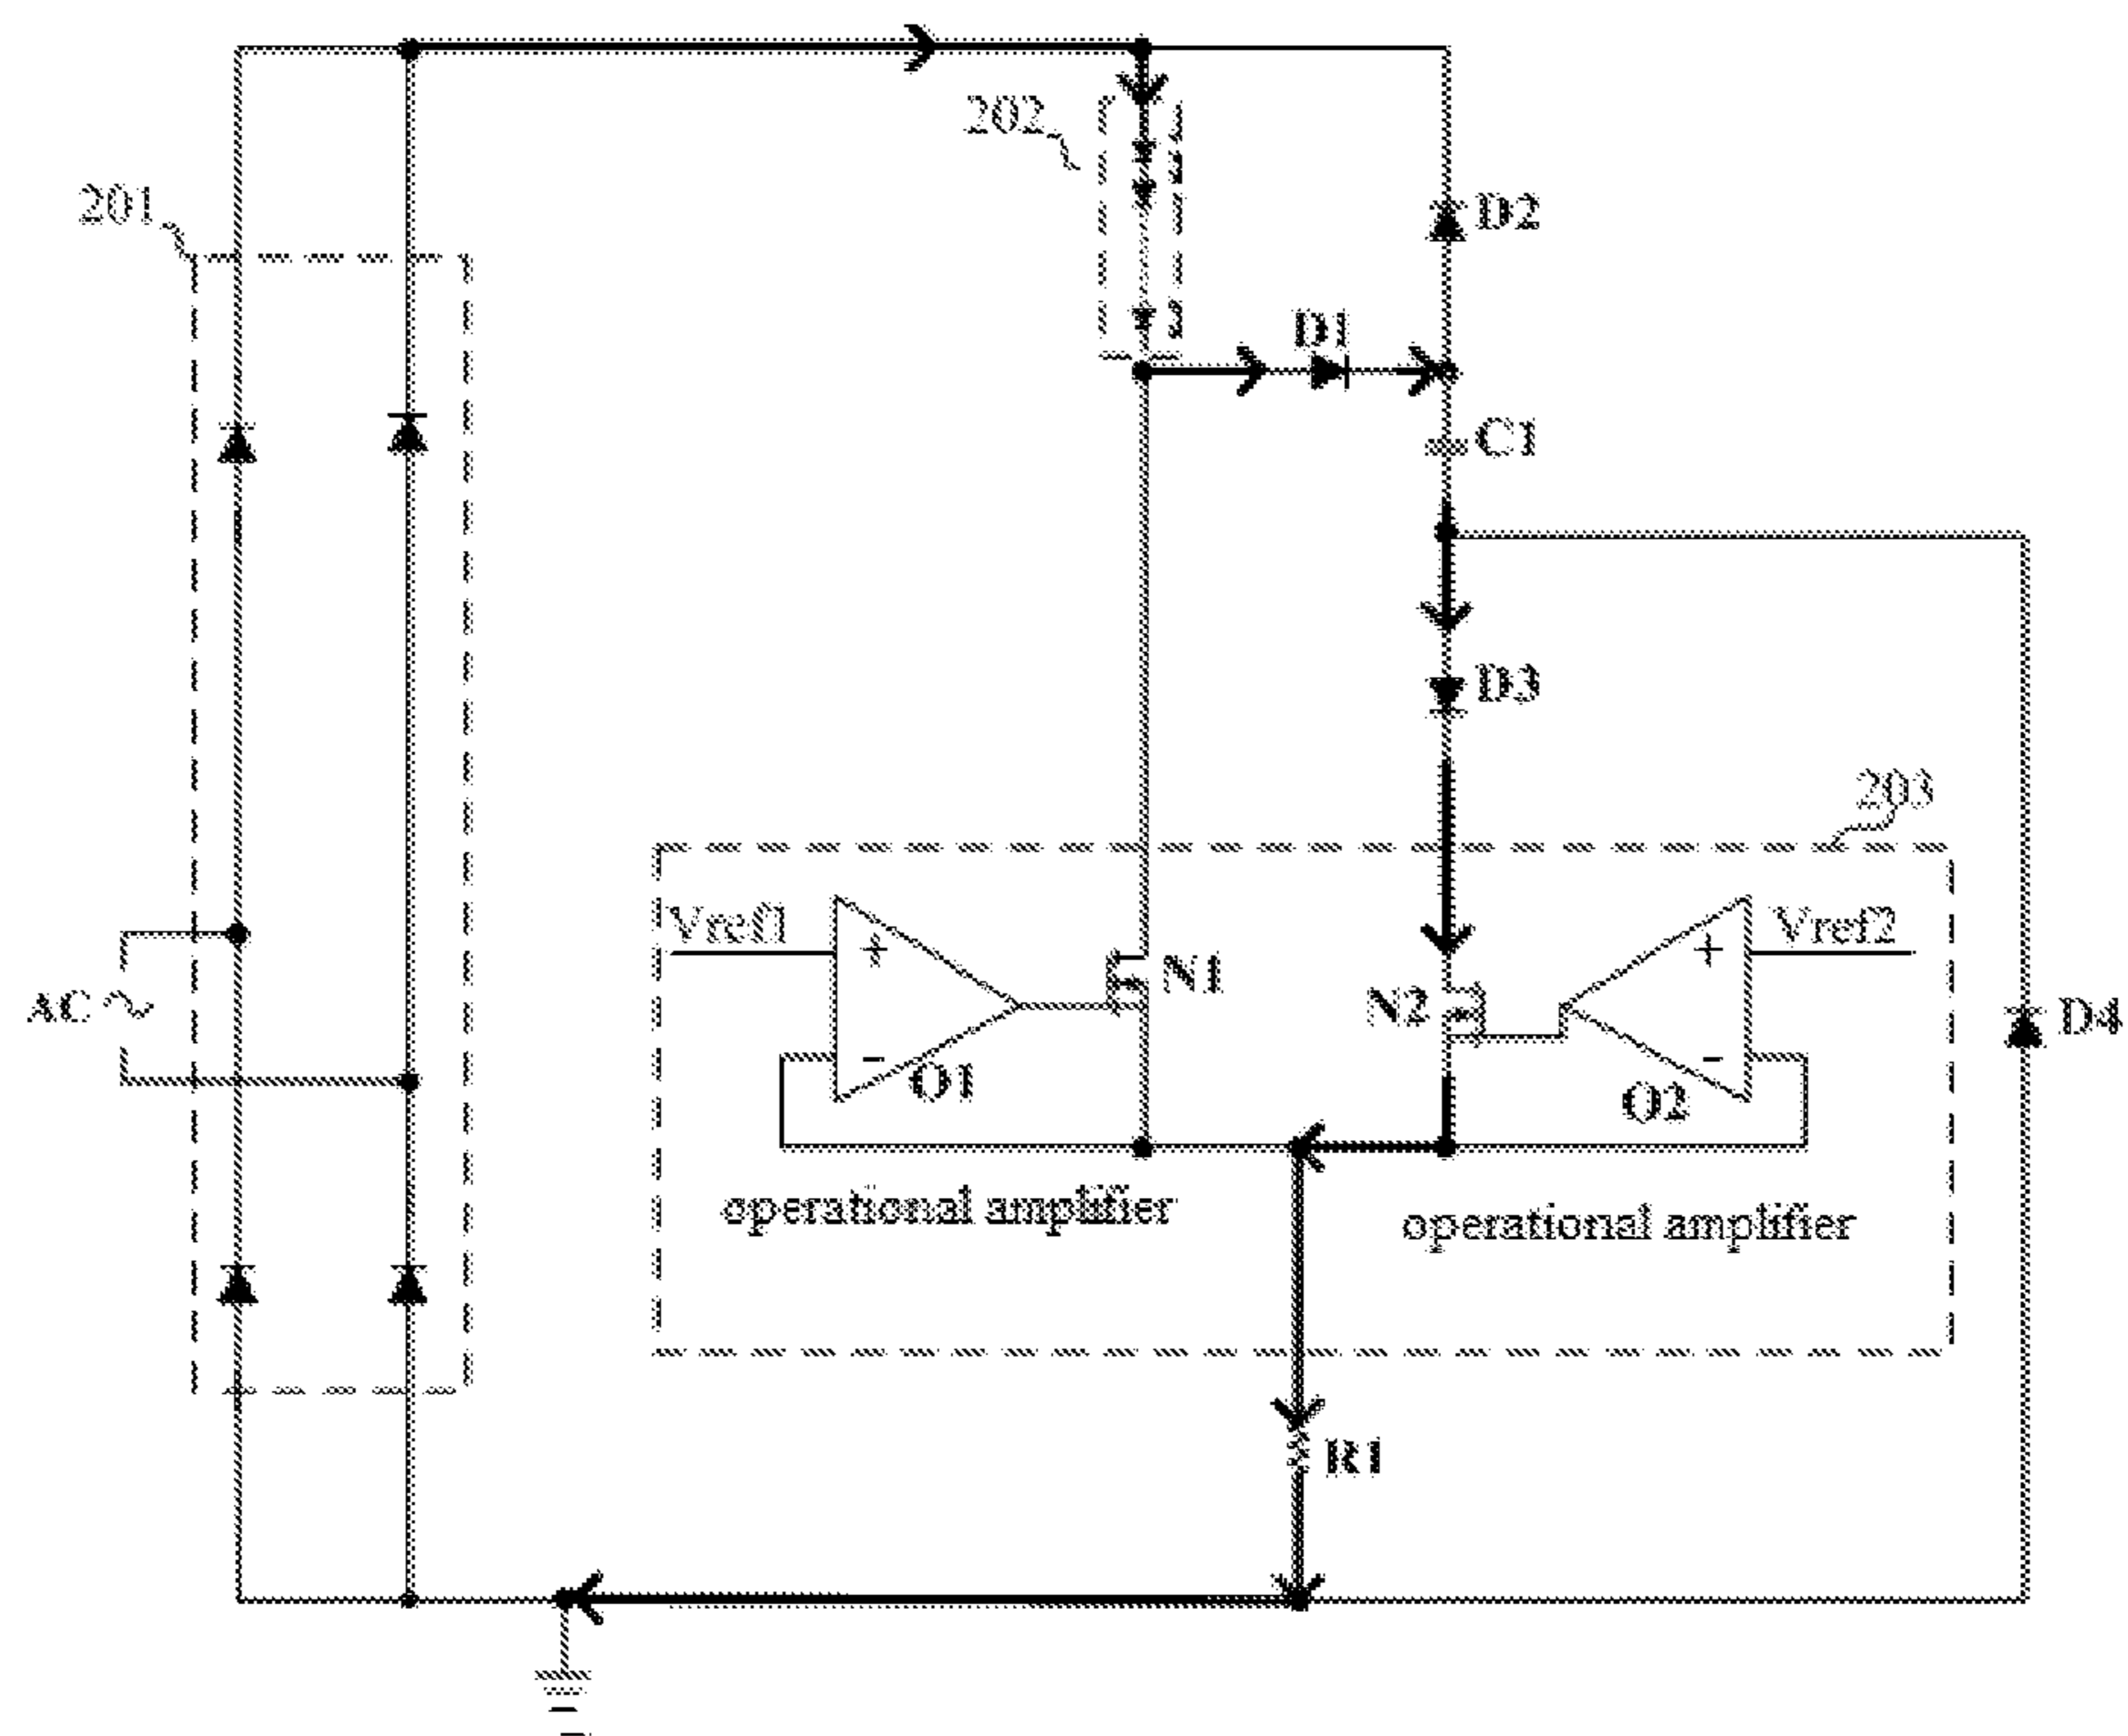 202
201
D2
D1
C1
D3
203
Vref1
Vref2
N1
N2
AC
D4
O1
O2
operational amplifier
operational amplifier
R1